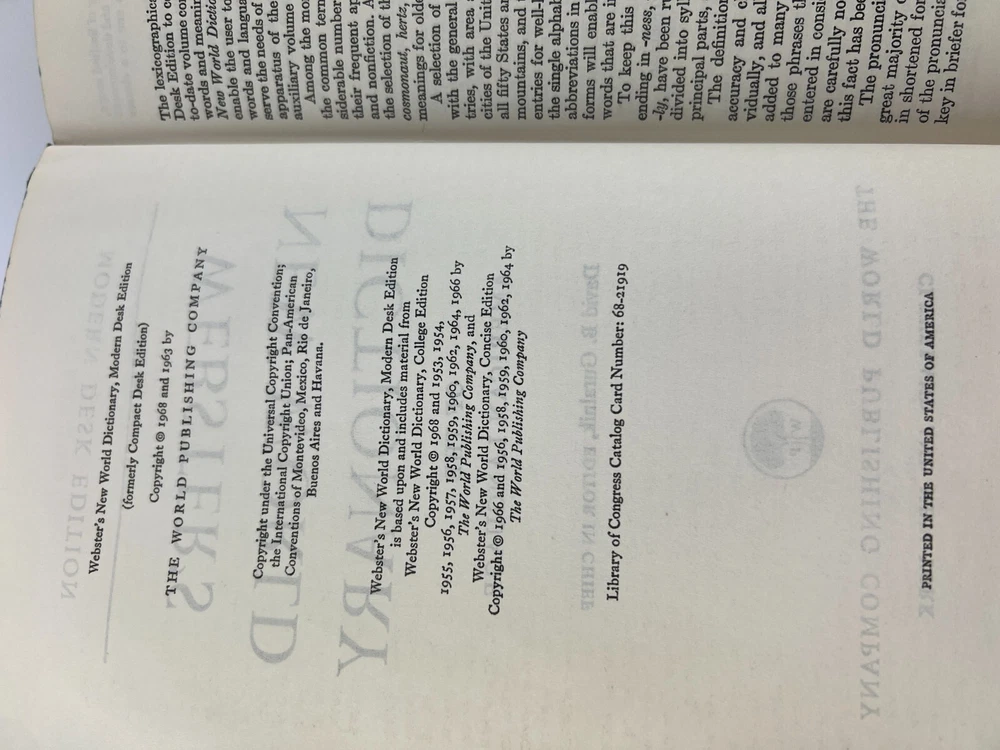 Webster's New World Dictionary, Modern Desk Edition
(formerly Compact Desk Edition)
Copyright © 1968 and 1963 by
THE WORLD PUBLISHING COMPANY
Copyright under the Universal Copyright Convention;
the International Copyright Union; Pan-American
Conventions of Montevideo, Mexico, Rio de Janeiro,
Buenos Aires and Havana.
Webster's New World Dictionary, Modern Desk Edition
is based upon and includes material from
Webster's New World Dictionary, College Edition
Copyright © 1968 and 1953, 1954,
1955, 1956, 1957, 1958, 1959, 1960, 1962, 1964, 1966 by
The World Publishing Company, and
Webster's New World Dictionary, Concise Edition
Copyright © 1966 and 1956, 1958, 1959, 1960, 1962, 1964 by
The World Publishing Company
Library of Congress Catalog Card Number: 68-21919
PRINTED IN THE UNITED STATES OF AMERICA
The lexicographica
Desk Edition to co
to-date volume con
words and meanin
New World Dictio
enable the user to
words and langua
serve the needs of
apparatus of the
auxiliary volume
Among the mo
the common tern
siderable number
their frequent ap
and nonfiction. A
the selection of th
cosmonaut, hertz,
meanings for olde
A selection of
with the general
tries, with area
cities of the Unit
all fifty States an
mountains, and
entries for well-
the single alphab
abbreviations in
forms will enabl
words that are i
To keep this
ending in -ness,
-ly, have been r
divided into syl
principal parts,
The definition
accuracy and c
vidually, and al
added to many
those phrases t
entered in consi
are carefully no
this fact has bee
The pronunci
great majority
in shortened for
of the pronuncia
key in briefer fo